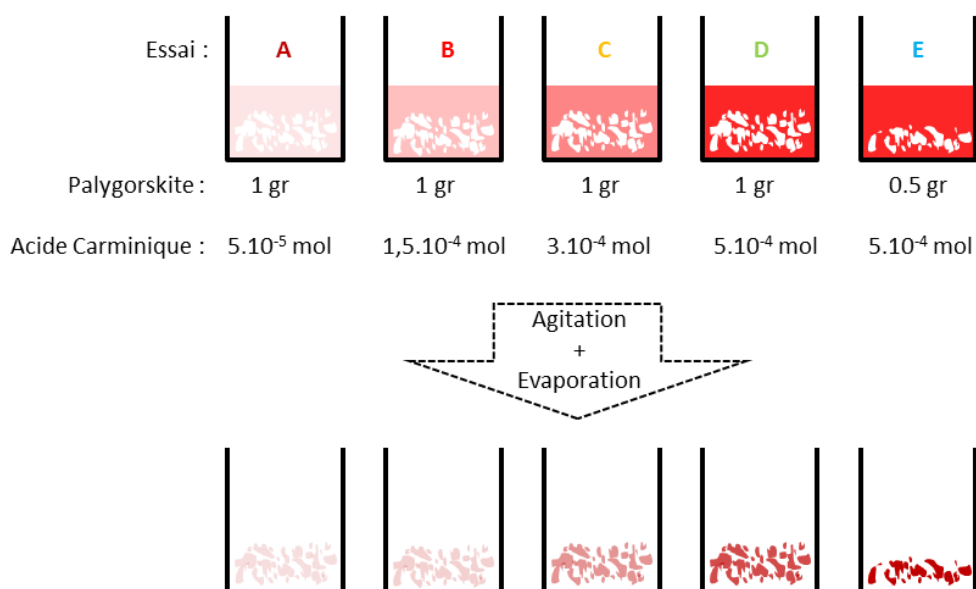 Essai : A B C D E
Palygorskite : 1 gr 1 gr 1 gr 1 gr 0.5 gr
Acide Carminique : 5.10⁻⁵ mol 1,5.10⁻⁴ mol 3.10⁻⁴ mol 5.10⁻⁴ mol 5.10⁻⁴ mol
Agitation
+
Evaporation